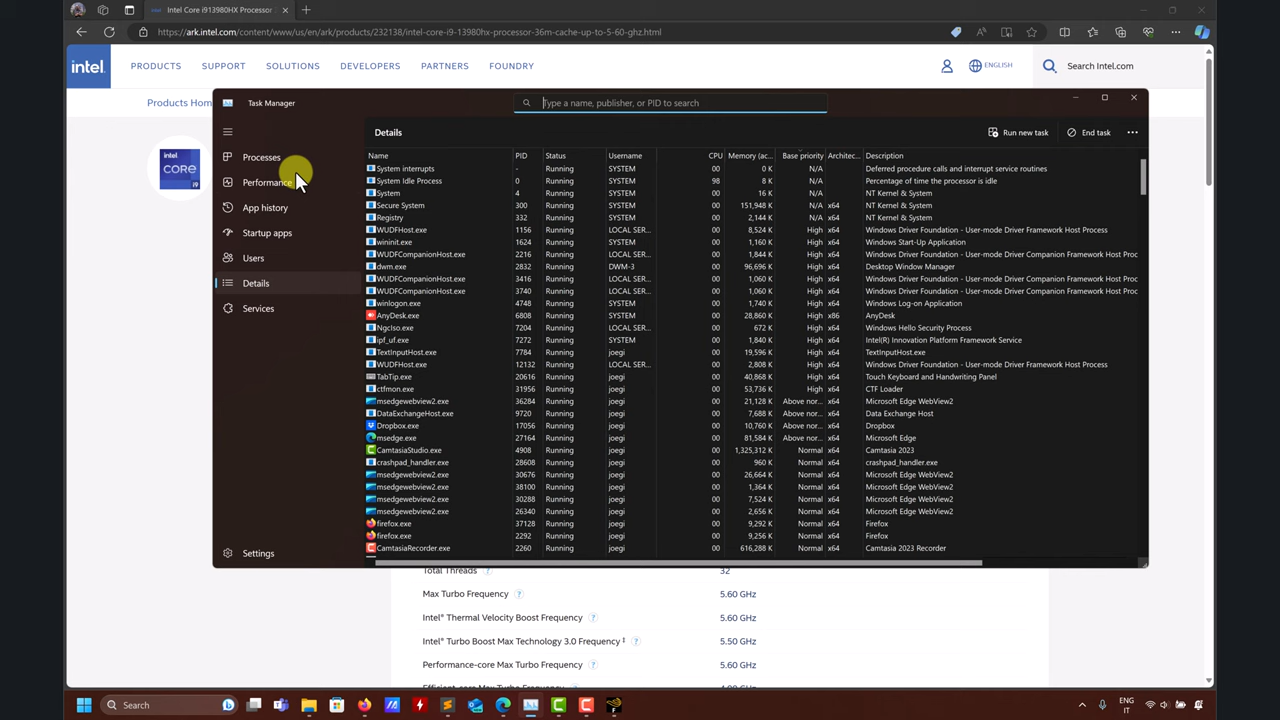 Intel Core i913980HX Processor
https://ark.intel.com/content/www/us/en/ark/products/232138/intel-core-i9-13980hx-processor-36m-cache-up-to-5-60-ghz.html
intel PRODUCTS SUPPORT SOLUTIONS DEVELOPERS PARTNERS FOUNDRY ENGLISH Search Intel.com
Products Hom
intel CORE i9
Task Manager Type a name, publisher, or PID to search
Details Run new task End task
Processes
Performance
App history
Startup apps
Users
Details
Services
Settings
Name PID Status Username CPU Memory (ac... Base priority Architec... Description
System interrupts - Running SYSTEM 00 0 K N/A Deferred procedure calls and interrupt service routines
System Idle Process 0 Running SYSTEM 98 8 K N/A Percentage of time the processor is idle
System 4 Running SYSTEM 00 16 K N/A NT Kernel & System
Secure System 300 Running SYSTEM 00 151,948 K N/A x64 NT Kernel & System
Registry 332 Running SYSTEM 00 2,144 K N/A x64 NT Kernel & System
WUDFHost.exe 1156 Running LOCAL SER... 00 8,524 K High x64 Windows Driver Foundation - User-mode Driver Framework Host Process
wininit.exe 1624 Running SYSTEM 00 1,160 K High x64 Windows Start-Up Application
WUDFCompanionHost.exe 2216 Running LOCAL SER... 00 1,844 K High x64 Windows Driver Foundation - User-mode Driver Companion Framework Host Proc
dwm.exe 2832 Running DWM-3 00 96,696 K High x64 Desktop Window Manager
WUDFCompanionHost.exe 3416 Running LOCAL SER... 00 1,060 K High x64 Windows Driver Foundation - User-mode Driver Companion Framework Host Proc
WUDFCompanionHost.exe 3740 Running LOCAL SER... 00 1,060 K High x64 Windows Driver Foundation - User-mode Driver Companion Framework Host Proc
winlogon.exe 4748 Running SYSTEM 00 1,740 K High x64 Windows Log-on Application
AnyDesk.exe 6808 Running SYSTEM 00 28,860 K High x86 AnyDesk
NgcIso.exe 7204 Running LOCAL SER... 00 672 K High x64 Windows Hello Security Process
ipf_uf.exe 7272 Running SYSTEM 00 1,840 K High x64 Intel(R) Innovation Platform Framework Service
TextInputHost.exe 7784 Running joegi 00 19,596 K High x64 TextInputHost.exe
WUDFHost.exe 12132 Running LOCAL SER... 00 2,808 K High x64 Windows Driver Foundation - User-mode Driver Framework Host Process
TabTip.exe 20616 Running joegi 00 40,868 K High x64 Touch Keyboard and Handwriting Panel
ctfmon.exe 31956 Running joegi 00 53,736 K High x64 CTF Loader
msedgewebview2.exe 36284 Running joegi 00 21,128 K Above nor... x64 Microsoft Edge WebView2
DataExchangeHost.exe 9720 Running joegi 00 7,688 K Above nor... x64 Data Exchange Host
Dropbox.exe 17056 Running joegi 00 10,760 K Above nor... x64 Dropbox
msedge.exe 27164 Running joegi 00 81,584 K Above nor... x64 Microsoft Edge
CamtasiaStudio.exe 4908 Running joegi 00 1,325,312 K Normal x64 Camtasia 2023
crashpad_handler.exe 28608 Running joegi 00 960 K Normal x64 crashpad_handler.exe
msedgewebview2.exe 30676 Running joegi 00 26,664 K Normal x64 Microsoft Edge WebView2
msedgewebview2.exe 38100 Running joegi 00 1,364 K Normal x64 Microsoft Edge WebView2
msedgewebview2.exe 30288 Running joegi 00 7,524 K Normal x64 Microsoft Edge WebView2
msedgewebview2.exe 26340 Running joegi 00 2,656 K Normal x64 Microsoft Edge WebView2
firefox.exe 37128 Running joegi 00 9,292 K Normal x64 Firefox
firefox.exe 2292 Running joegi 00 9,256 K Normal x64 Firefox
CamtasiaRecorder.exe 2260 Running joegi 00 616,288 K Normal x64 Camtasia 2023 Recorder
Total Threads ? 32
Max Turbo Frequency ? 5.60 GHz
Intel® Thermal Velocity Boost Frequency ? 5.60 GHz
Intel® Turbo Boost Max Technology 3.0 Frequency ‡ ? 5.50 GHz
Performance-core Max Turbo Frequency ? 5.60 GHz
Search
ENG
IT